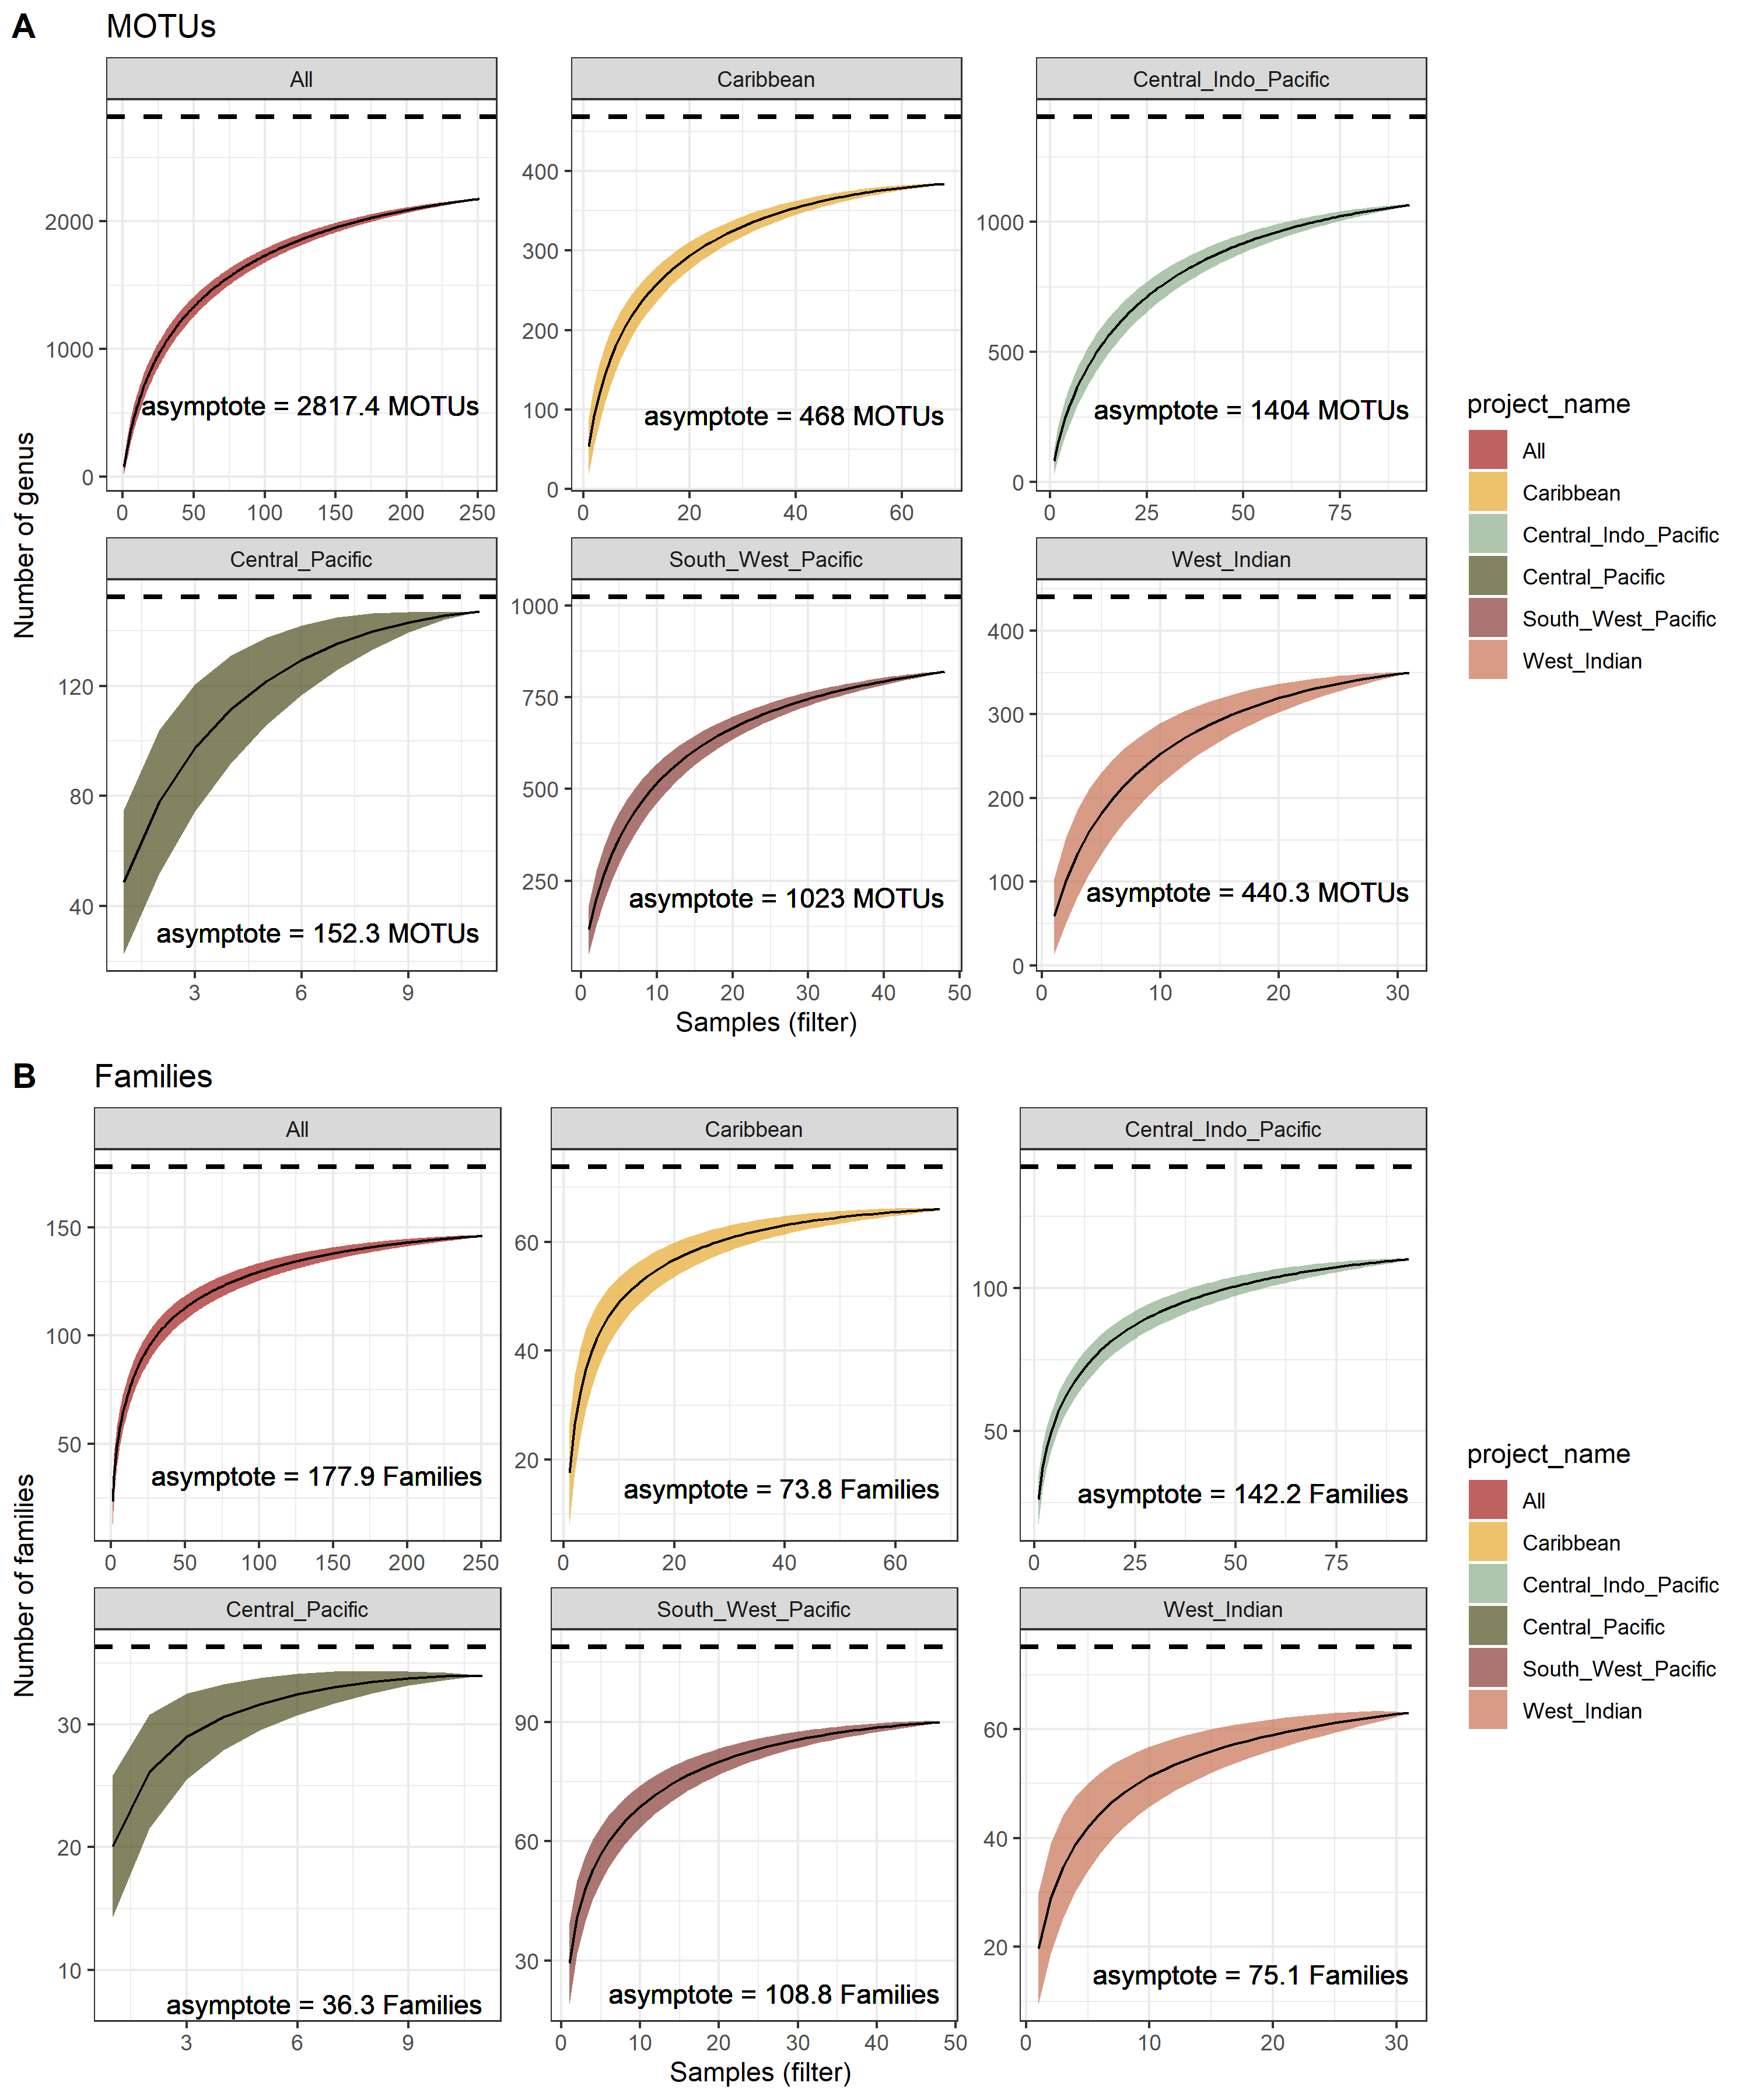 A MOTUs
All Caribbean Central_Indo_Pacific
Number of genus
2000
1000
0
asymptote = 2817.4 MOTUs
0 50 100 150 200 250
400
300
200
100
0
asymptote = 468 MOTUs
0 20 40 60
1000
500
0
asymptote = 1404 MOTUs
0 25 50 75
Central_Pacific South_West_Pacific West_Indian
120
80
40
asymptote = 152.3 MOTUs
3 6 9
1000
750
500
250
asymptote = 1023 MOTUs
0 10 20 30 40 50
400
300
200
100
0
asymptote = 440.3 MOTUs
0 10 20 30
Samples (filter)
project_name
All
Caribbean
Central_Indo_Pacific
Central_Pacific
South_West_Pacific
West_Indian
B Families
All Caribbean Central_Indo_Pacific
Number of families
150
100
50
asymptote = 177.9 Families
0 50 100 150 200 250
60
40
20
asymptote = 73.8 Families
0 20 40 60
100
50
asymptote = 142.2 Families
0 25 50 75
Central_Pacific South_West_Pacific West_Indian
30
20
10
asymptote = 36.3 Families
3 6 9
90
60
30
asymptote = 108.8 Families
0 10 20 30 40 50
60
40
20
asymptote = 75.1 Families
0 10 20 30
Samples (filter)
project_name
All
Caribbean
Central_Indo_Pacific
Central_Pacific
South_West_Pacific
West_Indian